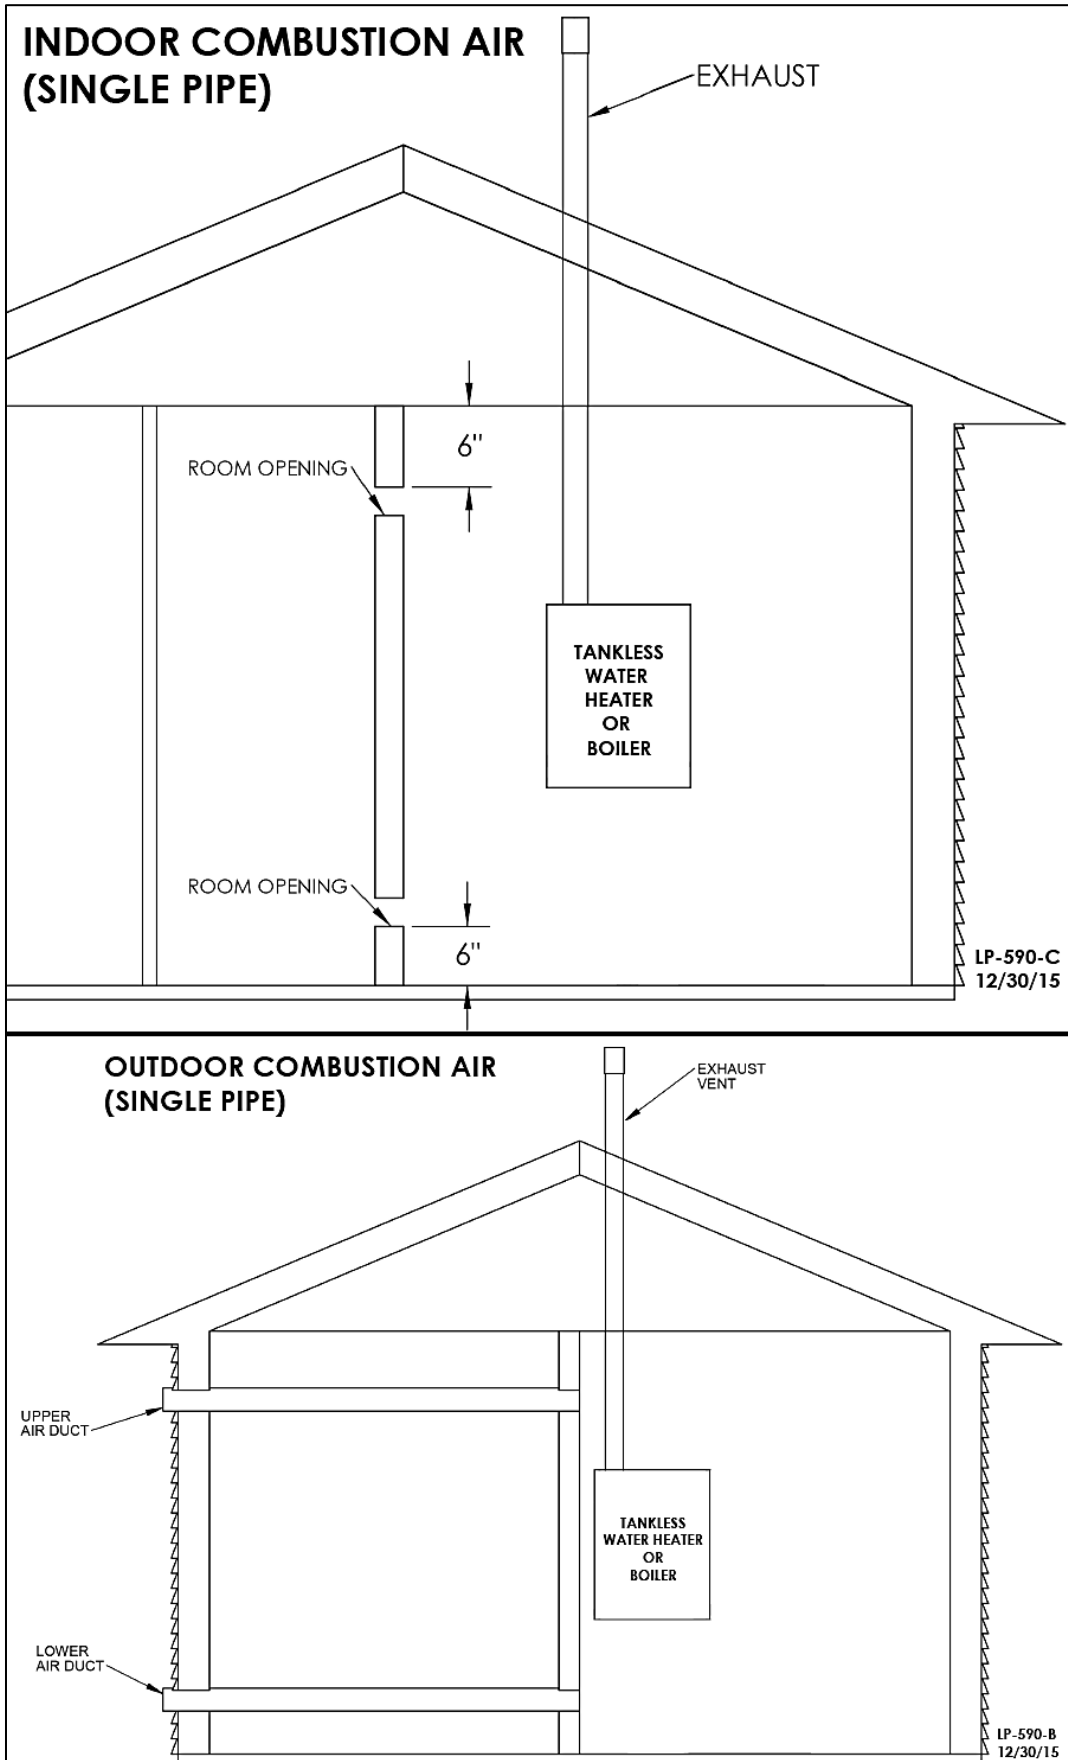 INDOOR COMBUSTION AIR
(SINGLE PIPE)
EXHAUST
6"
ROOM OPENING
TANKLESS
WATER
HEATER
OR
BOILER
ROOM OPENING
6"
LP-590-C
12/30/15
OUTDOOR COMBUSTION AIR
(SINGLE PIPE)
EXHAUST
VENT
UPPER
AIR DUCT
TANKLESS
WATER HEATER
OR
BOILER
LOWER
AIR DUCT
LP-590-B
12/30/15